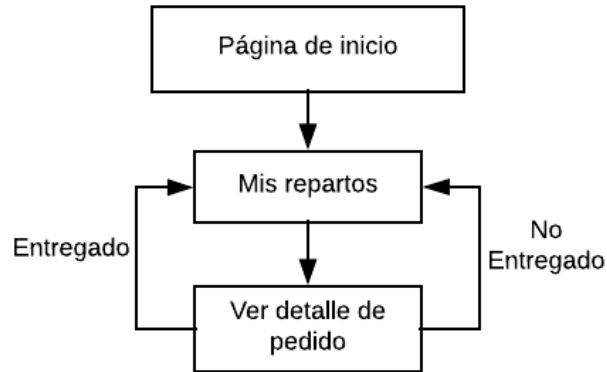 Página de inicio
Mis repartos
Entregado
No
Entregado
Ver detalle de
pedido